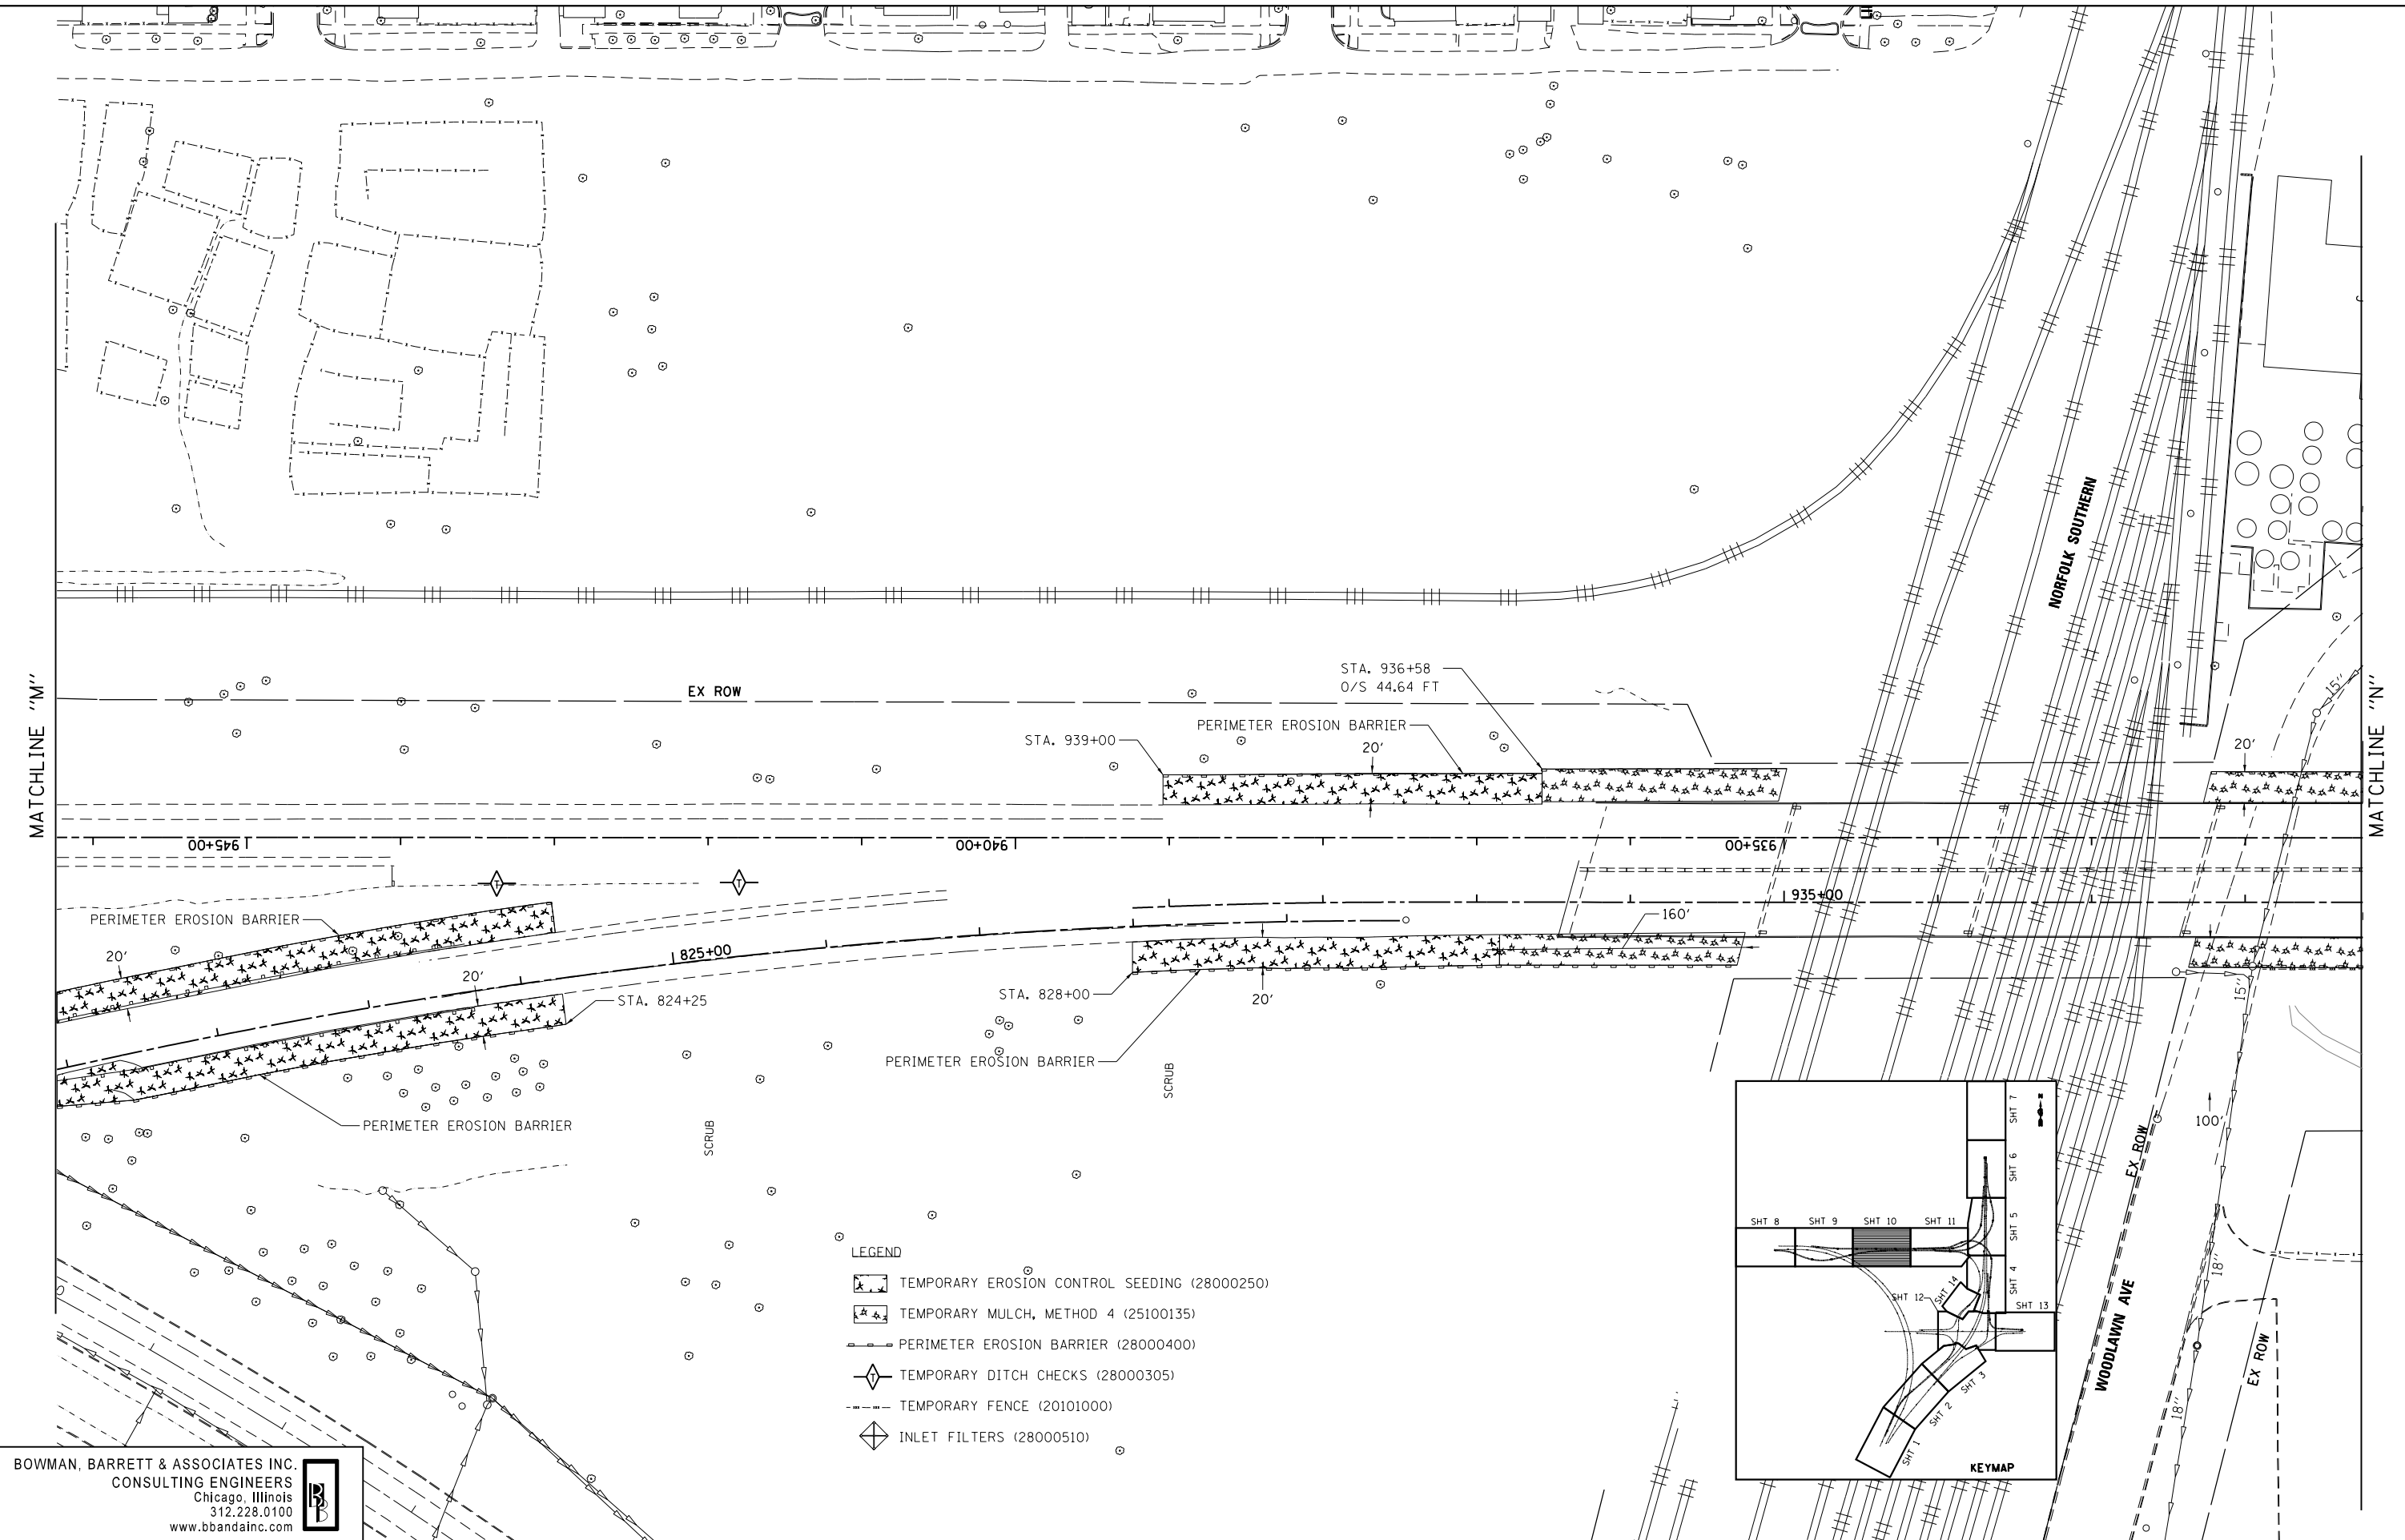 MATCHLINE "M"
EX ROW
STA. 936+58
O/S 44.64 FT
PERIMETER EROSION BARRIER
STA. 939+00
20'
NORFOLK SOUTHERN
15"
20'
MATCHLINE "N"
945+00
940+00
935+00
935+00
PERIMETER EROSION BARRIER
20'
825+00
160'
20'
STA. 824+25
STA. 828+00
20'
15"
PERIMETER EROSION BARRIER
SCRUB
PERIMETER EROSION BARRIER
SCRUB
100'
EX ROW
18"
WOODLAWN AVE
EX ROW
18"
LEGEND
TEMPORARY EROSION CONTROL SEEDING (28000250)
TEMPORARY MULCH, METHOD 4 (25100135)
PERIMETER EROSION BARRIER (28000400)
T TEMPORARY DITCH CHECKS (28000305)
TEMPORARY FENCE (20101000)
INLET FILTERS (28000510)
T
T
SHT 7
SHT 6
SHT 5
SHT 4
SHT 8
SHT 9
SHT 10
SHT 11
SHT 12
SHT 14
SHT 13
SHT 3
SHT 2
SHT 1
KEYMAP
BOWMAN, BARRETT & ASSOCIATES INC.
CONSULTING ENGINEERS
Chicago, Illinois
312.228.0100
www.bbandainc.com